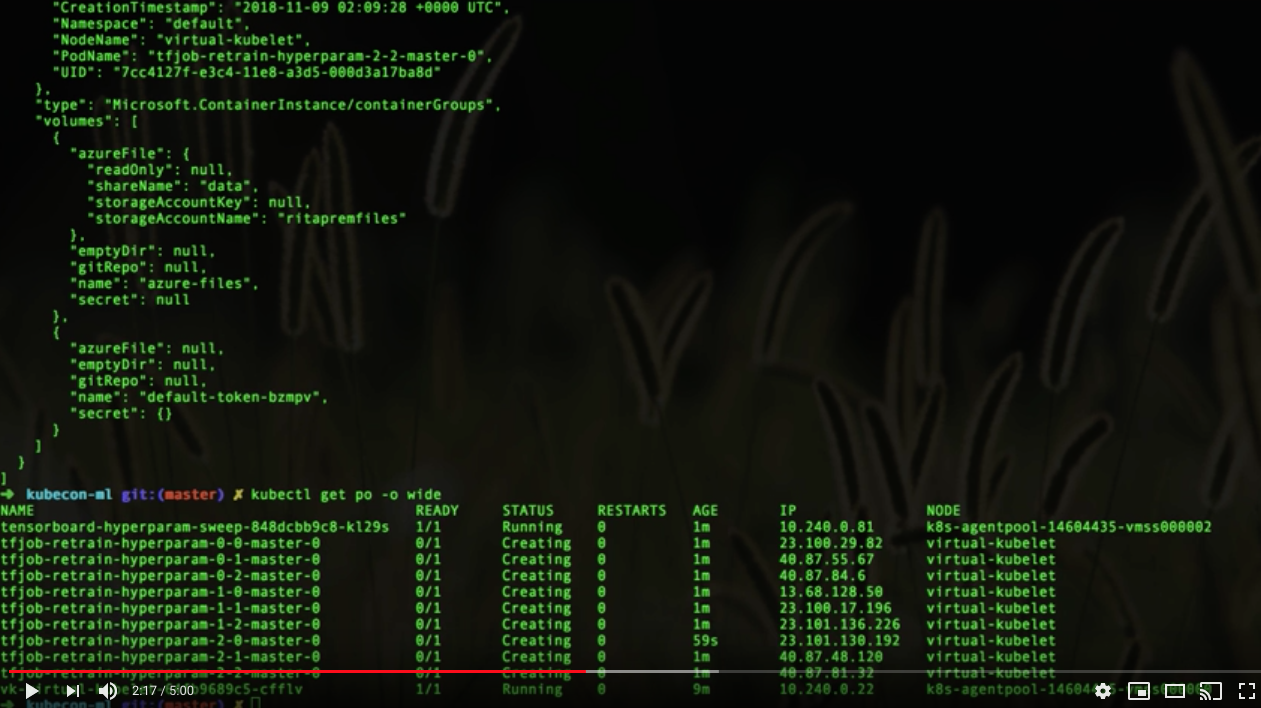 "CreationTimestamp": "2018-11-09 02:09:28 +0000 UTC",
"Namespace": "default",
"NodeName": "virtual-kubelet",
"PodName": "tfjob-retrain-hyperparam-2-2-master-0",
"UID": "7cc4127f-e3c4-11e8-a3d5-000d3a17ba8d"
},
"type": "Microsoft.ContainerInstance/containerGroups",
"volumes": [
{
"azureFile": {
"readOnly": null,
"shareName": "data",
"storageAccountKey": null,
"storageAccountName": "ritapremfiles"
},
"emptyDir": null,
"gitRepo": null,
"name": "azure-files",
"secret": null
},
{
"azureFile": null,
"emptyDir": null,
"gitRepo": null,
"name": "default-token-bzmpv",
"secret": {}
}
]
}
]
➜ kubecon-ml git:(master) ✗ kubectl get po -o wide
NAME READY STATUS RESTARTS AGE IP NODE
tensorboard-hyperparam-sweep-848dcbb9c8-kl29s 1/1 Running 0 1m 10.240.0.81 k8s-agentpool-14604435-vmss000002
tfjob-retrain-hyperparam-0-0-master-0 0/1 Creating 0 1m 23.100.29.82 virtual-kubelet
tfjob-retrain-hyperparam-0-1-master-0 0/1 Creating 0 1m 40.87.55.67 virtual-kubelet
tfjob-retrain-hyperparam-0-2-master-0 0/1 Creating 0 1m 40.87.84.6 virtual-kubelet
tfjob-retrain-hyperparam-1-0-master-0 0/1 Creating 0 1m 13.68.128.50 virtual-kubelet
tfjob-retrain-hyperparam-1-1-master-0 0/1 Creating 0 1m 23.100.17.196 virtual-kubelet
tfjob-retrain-hyperparam-1-2-master-0 0/1 Creating 0 1m 23.101.136.226 virtual-kubelet
tfjob-retrain-hyperparam-2-0-master-0 0/1 Creating 0 59s 23.101.130.192 virtual-kubelet
tfjob-retrain-hyperparam-2-1-master-0 0/1 Creating 0 1m 40.87.48.120 virtual-kubelet
tfjob-retrain-hyperparam-2-2-master-0 0/1 Creating 0 1m 40.87.81.32 virtual-kubelet
1/1 Running 0 9m 10.240.0.22
2:17 / 5:00
➜ kubecon-ml git:(master) ✗